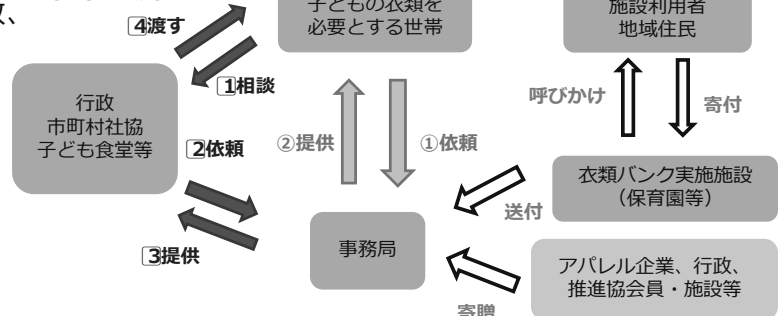 、
4渡す
子どもの衣類を
必要とする世帯
施設利用者
地域住民
1相談
行政
市町村社協
子ども食堂等
2依頼
②提供
①依頼
呼びかけ
寄付
衣類バンク実施施設
（保育園等）
送付
3提供
事務局
アパレル企業、行政、
推進協会員・施設等
寄贈